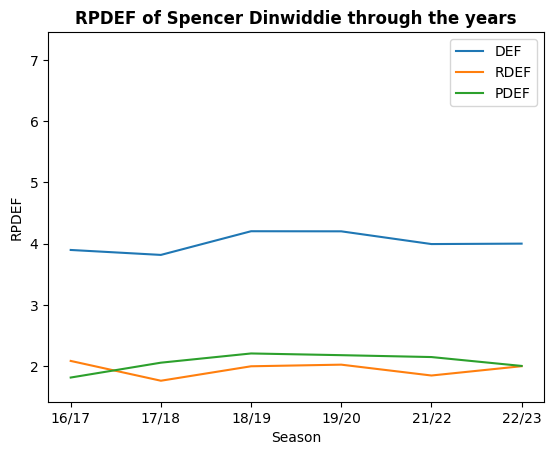 RPDEF of Spencer Dinwiddie through the years
DEF
RDEF
PDEF
7
6
5
4
3
2
RPDEF
16/17 17/18 18/19 19/20 21/22 22/23
Season